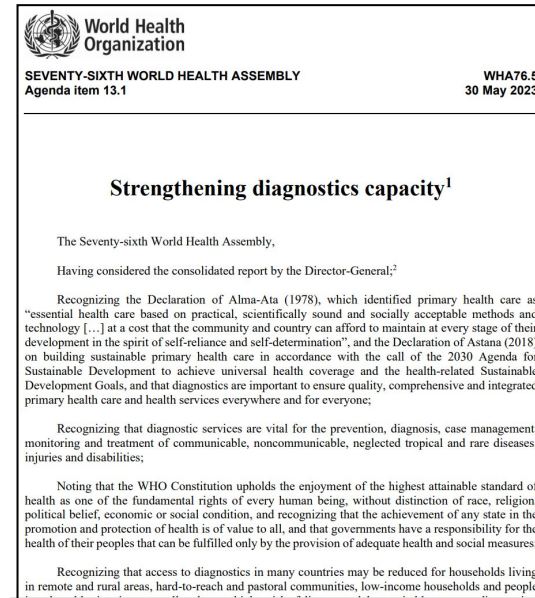 World Health
Organization
SEVENTY-SIXTH WORLD HEALTH ASSEMBLY WHA76.5
Agenda item 13.1 30 May 2023
Strengthening diagnostics capacity1
The Seventy-sixth World Health Assembly,
Having considered the consolidated report by the Director-General;2
Recognizing the Declaration of Alma-Ata (1978), which identified primary health care as
“essential health care based on practical, scientifically sound and socially acceptable methods and
technology […] at a cost that the community and country can afford to maintain at every stage of their
development in the spirit of self-reliance and self-determination”, and the Declaration of Astana (2018)
on building sustainable primary health care in accordance with the call of the 2030 Agenda for
Sustainable Development to achieve universal health coverage and the health-related Sustainable
Development Goals, and that diagnostics are important to ensure quality, comprehensive and integrated
primary health care and health services everywhere and for everyone;
Recognizing that diagnostic services are vital for the prevention, diagnosis, case management
monitoring and treatment of communicable, noncommunicable, neglected tropical and rare diseases
injuries and disabilities;
Noting that the WHO Constitution upholds the enjoyment of the highest attainable standard of
health as one of the fundamental rights of every human being, without distinction of race, religion
political belief, economic or social condition, and recognizing that the achievement of any state in the
promotion and protection of health is of value to all, and that governments have a responsibility for the
health of their peoples that can be fulfilled only by the provision of adequate health and social measures;
Recognizing that access to diagnostics in many countries may be reduced for households living
in remote and rural areas, hard-to-reach and pastoral communities, low-income households and people